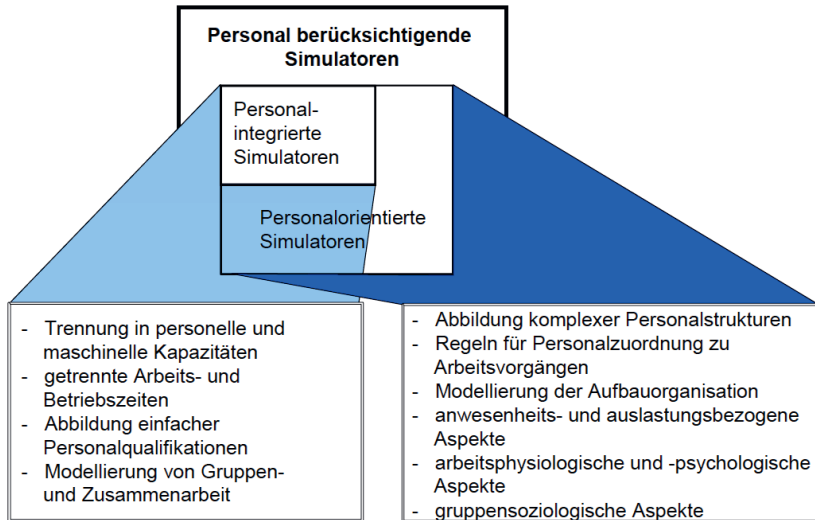 Personal berücksichtigende
Simulatoren
Personal-
integrierte
Simulatoren
Personalorientierte
Simulatoren
- Trennung in personelle und
maschinelle Kapazitäten
- getrennte Arbeits- und
Betriebszeiten
- Abbildung einfacher
Personalqualifikationen
- Modellierung von Gruppen-
und Zusammenarbeit
- Abbildung komplexer Personalstrukturen
- Regeln für Personalzuordnung zu
Arbeitsvorgängen
- Modellierung der Aufbauorganisation
- anwesenheits- und auslastungsbezogene
Aspekte
- arbeitsphysiologische und -psychologische
Aspekte
- gruppensoziologische Aspekte